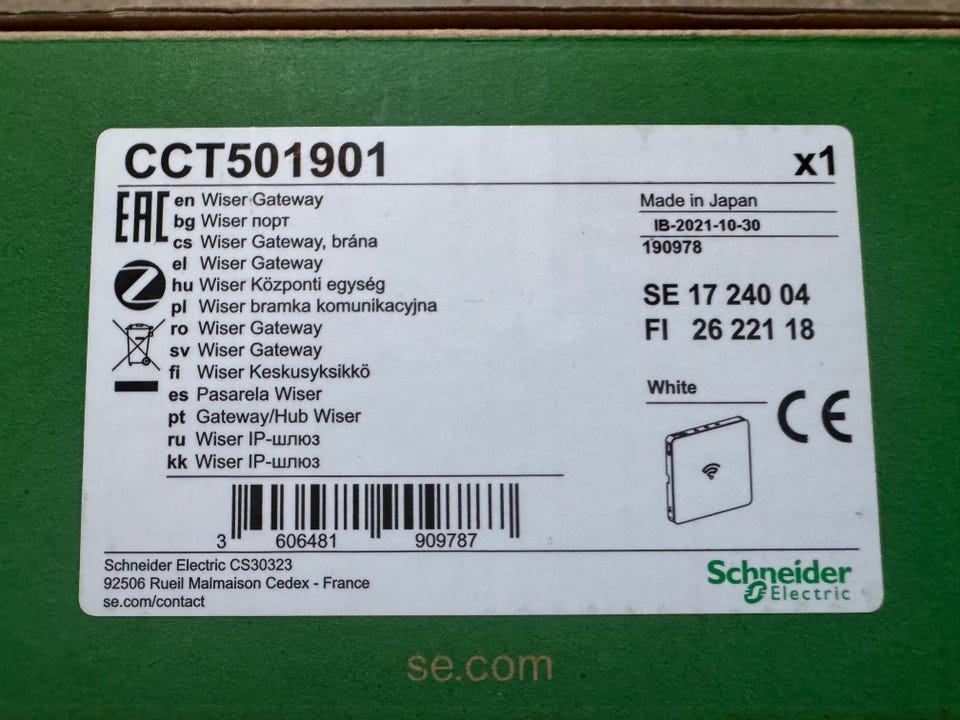 CCT501901
x1
EAC
en Wiser Gateway
bg Wiser порт
cs Wiser Gateway, brána
el Wiser Gateway
hu Wiser Központi egység
pl Wiser bramka komunikacyjna
ro Wiser Gateway
sv Wiser Gateway
fi Wiser Keskusyksikkö
es Pasarela Wiser
pt Gateway/Hub Wiser
ru Wiser IP-шлюз
kk Wiser IP-шлюз
Made in Japan
IB-2021-10-30
190978
SE 17 240 04
FI 26 221 18
White
CE
3 606481 909787
Schneider Electric CS30323
92506 Rueil Malmaison Cedex - France
se.com/contact
Schneider
Electric
se.com